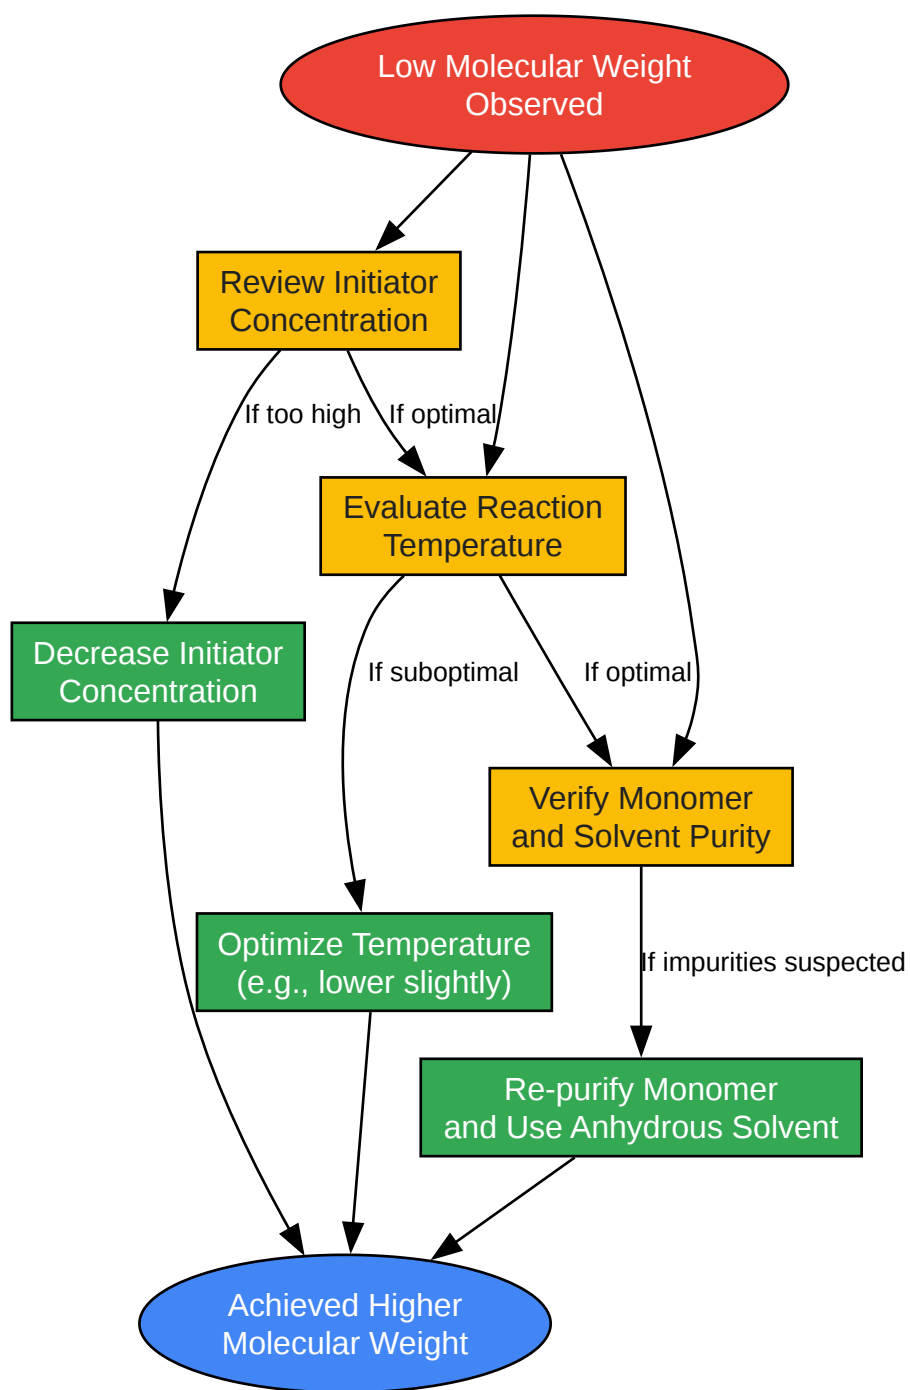 Low Molecular Weight
Observed
Review Initiator
Concentration
If too high
If optimal
Evaluate Reaction
Temperature
Decrease Initiator
Concentration
If suboptimal
If optimal
Verify Monomer
and Solvent Purity
Optimize Temperature
(e.g., lower slightly)
If impurities suspected
Re-purify Monomer
and Use Anhydrous Solvent
Achieved Higher
Molecular Weight